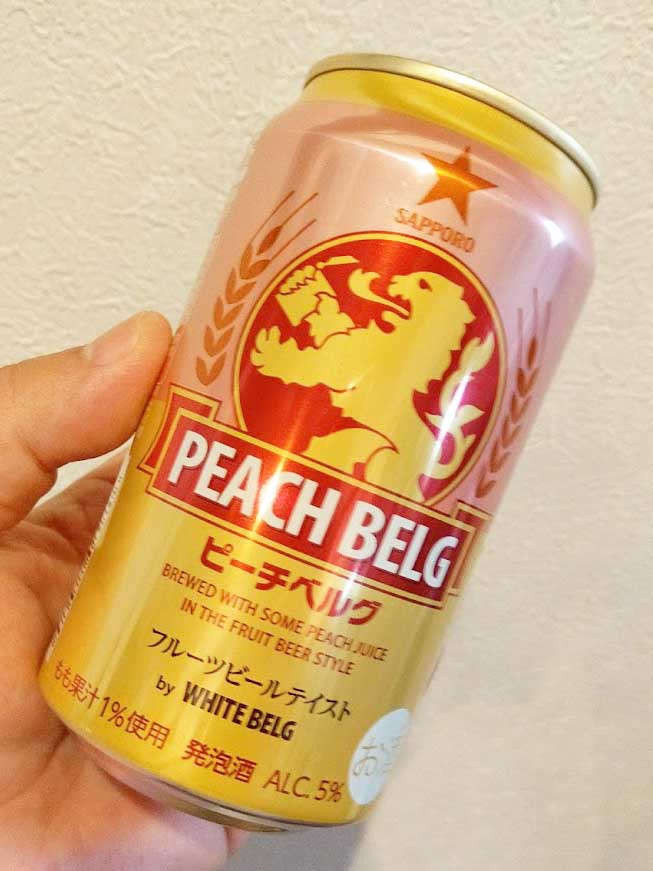 SAPPORO
PEACH BELG
ピーチベルグ
BREWED WITH SOME PEACH JUICE
IN THE FRUIT BEER STYLE
フルーツビールテイスト
by WHITE BELG
もも果汁1%使用 発泡酒 ALC. 5%
お酒